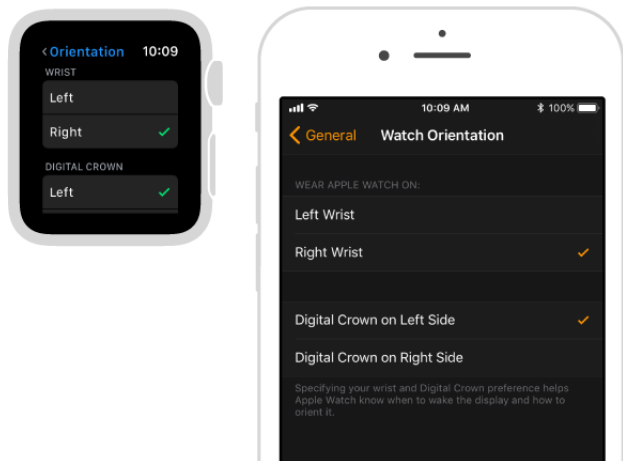 Orientation 10:09
WRIST
Left
Right
DIGITAL CROWN
Left
10:09 AM 100%
General Watch Orientation
WEAR APPLE WATCH ON:
Left Wrist
Right Wrist
Digital Crown on Left Side
Digital Crown on Right Side
Specifying your wrist and Digital Crown preference helps
Apple Watch know when to wake the display and how to
orient it.